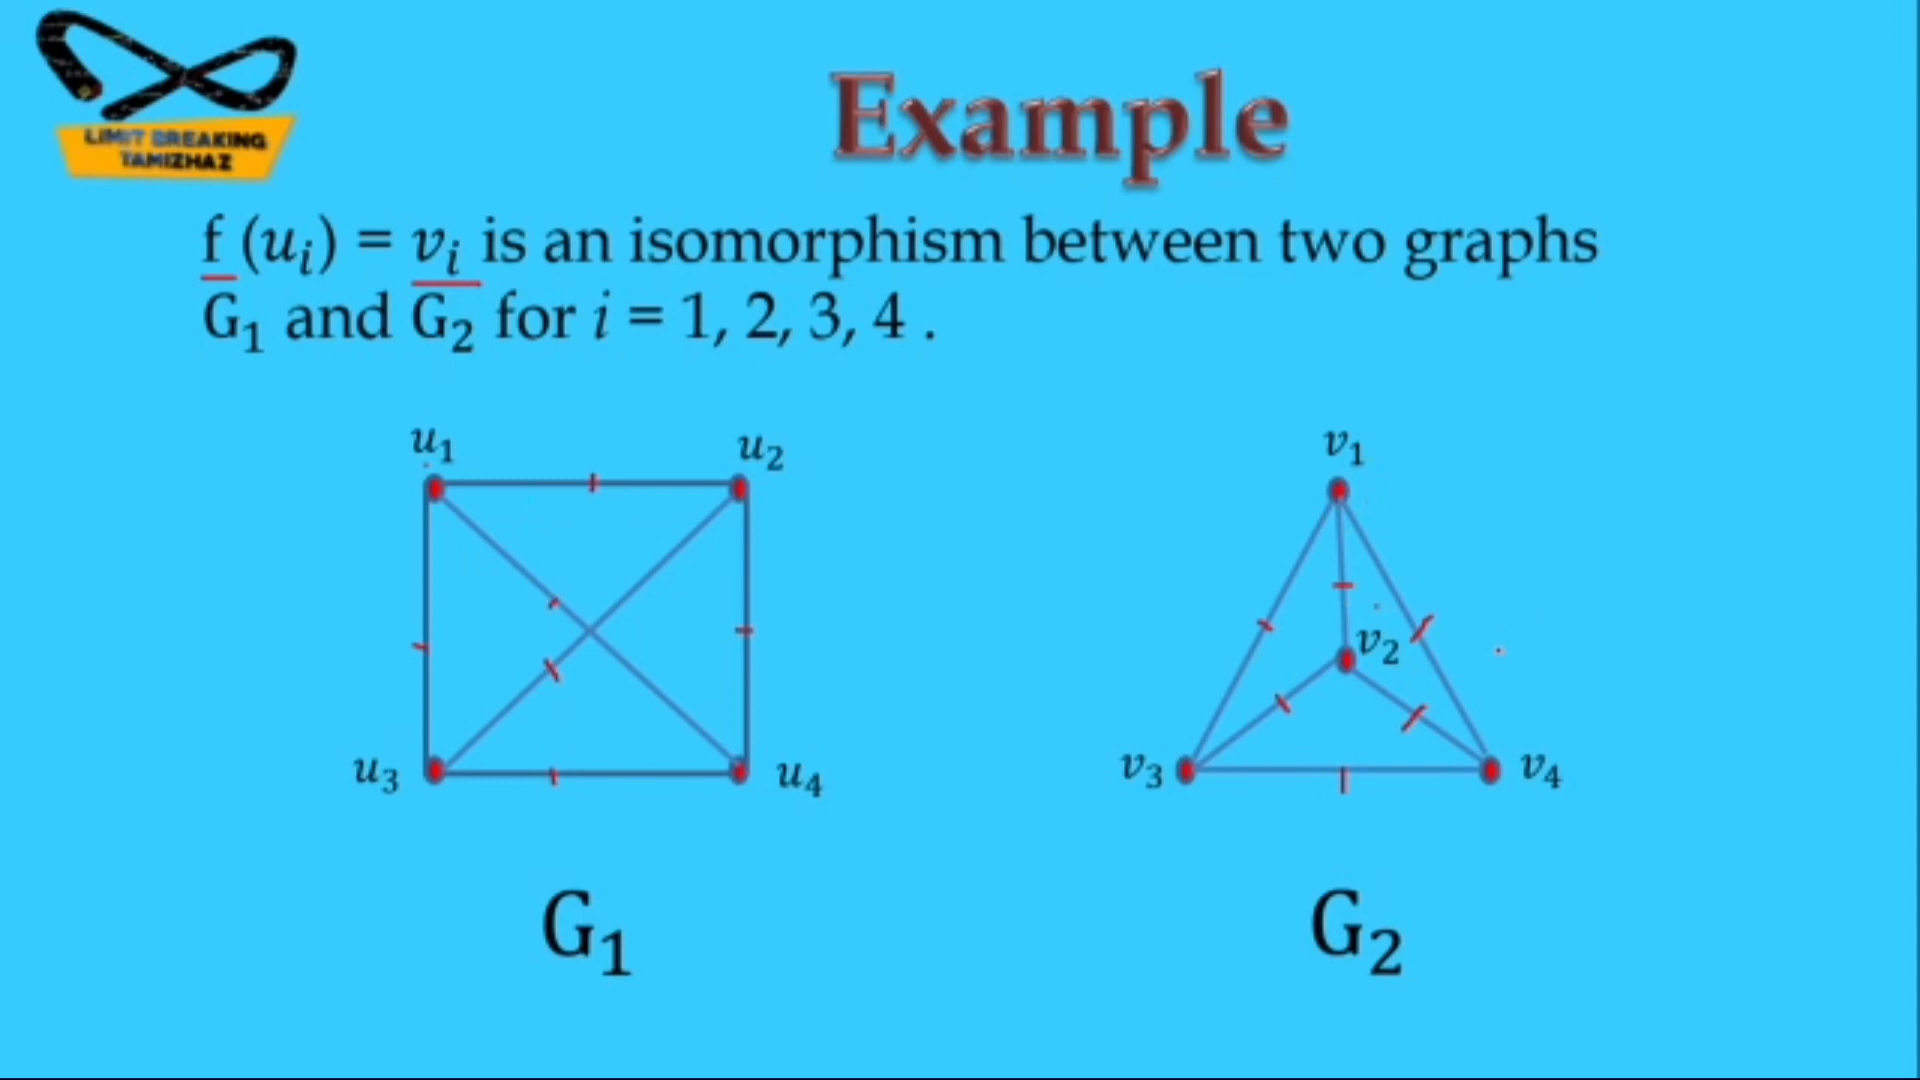 LIMIT BREAKING
TAMIZHAZ
Example
f (uᵢ) = vᵢ is an isomorphism between two graphs
G₁ and G₂ for i = 1, 2, 3, 4 .
u₁
u₂
v₁
v₂
u₃
u₄
v₃
v₄
G₁
G₂